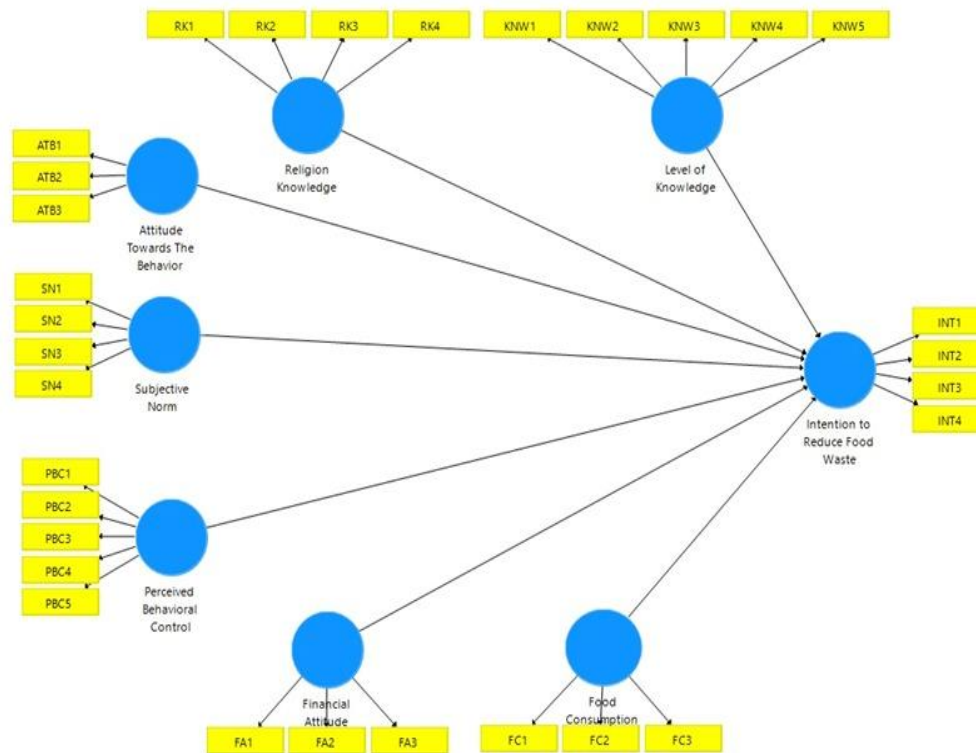 RK1
RK2
RK3
RK4
KNW1
KNW2
KNW3
KNW4
KNW5
Religion
Knowledge
Level of
Knowledge
ATB1
ATB2
ATB3
Attitude
Towards The
Behavior
SN1
SN2
SN3
SN4
Subjective
Norm
INT1
INT2
INT3
INT4
Intention to
Reduce Food
Waste
PBC1
PBC2
PBC3
PBC4
PBC5
Perceived
Behavioral
Control
Financial
Attitude
FA1
FA2
FA3
Food
Consumption
FC1
FC2
FC3